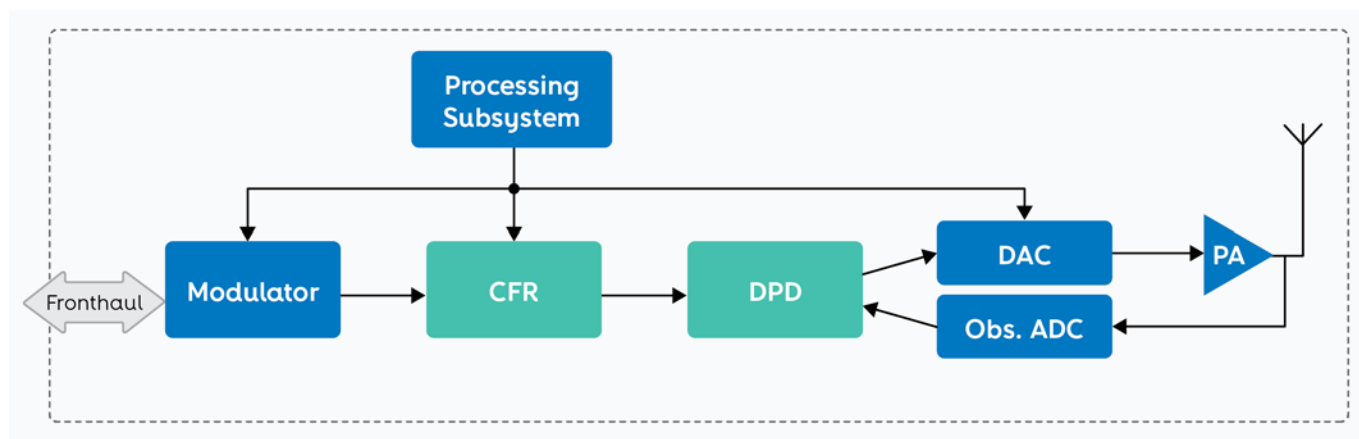 Processing
Subsystem
Fronthaul
Modulator
CFR
DPD
DAC
PA
Obs. ADC